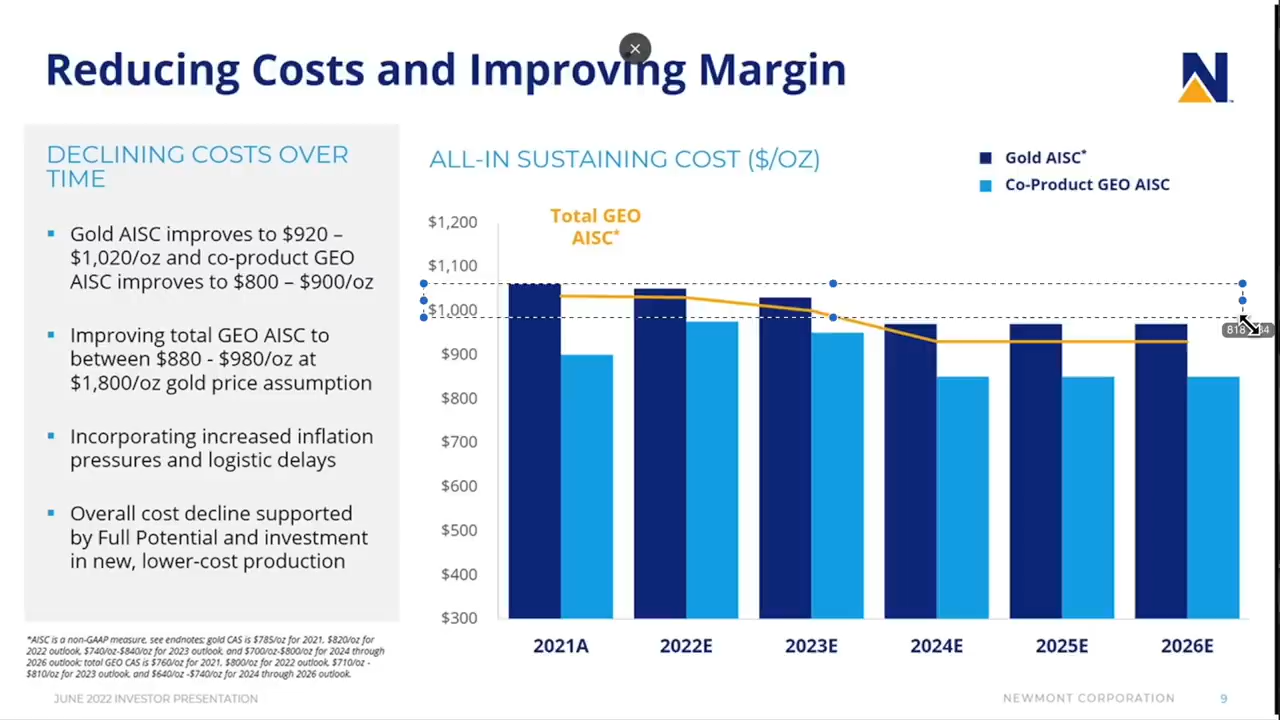 Reducing Costs and Improving Margin
DECLINING COSTS OVER
TIME
▪ Gold AISC improves to $920 –
$1,020/oz and co-product GEO
AISC improves to $800 – $900/oz
▪ Improving total GEO AISC to
between $880 - $980/oz at
$1,800/oz gold price assumption
▪ Incorporating increased inflation
pressures and logistic delays
▪ Overall cost decline supported
by Full Potential and investment
in new, lower-cost production
ALL-IN SUSTAINING COST ($/OZ)
Gold AISC*
Co-Product GEO AISC
Total GEO
AISC*
$1,200
$1,100
$1,000
$900
$800
$700
$600
$500
$400
$300
2021A 2022E 2023E 2024E 2025E 2026E
*AISC is a non-GAAP measure, see endnotes; gold CAS is $785/oz for 2021, $820/oz for
2022 outlook, $740/oz-$840/oz for 2023 outlook, and $700/oz-$800/oz for 2024 through
2026 outlook; total GEO CAS is $760/oz for 2021, $800/oz for 2022 outlook, $710/oz -
$810/oz for 2023 outlook, and $640/oz -$740/oz for 2024 through 2026 outlook.
JUNE 2022 INVESTOR PRESENTATION
NEWMONT CORPORATION 9